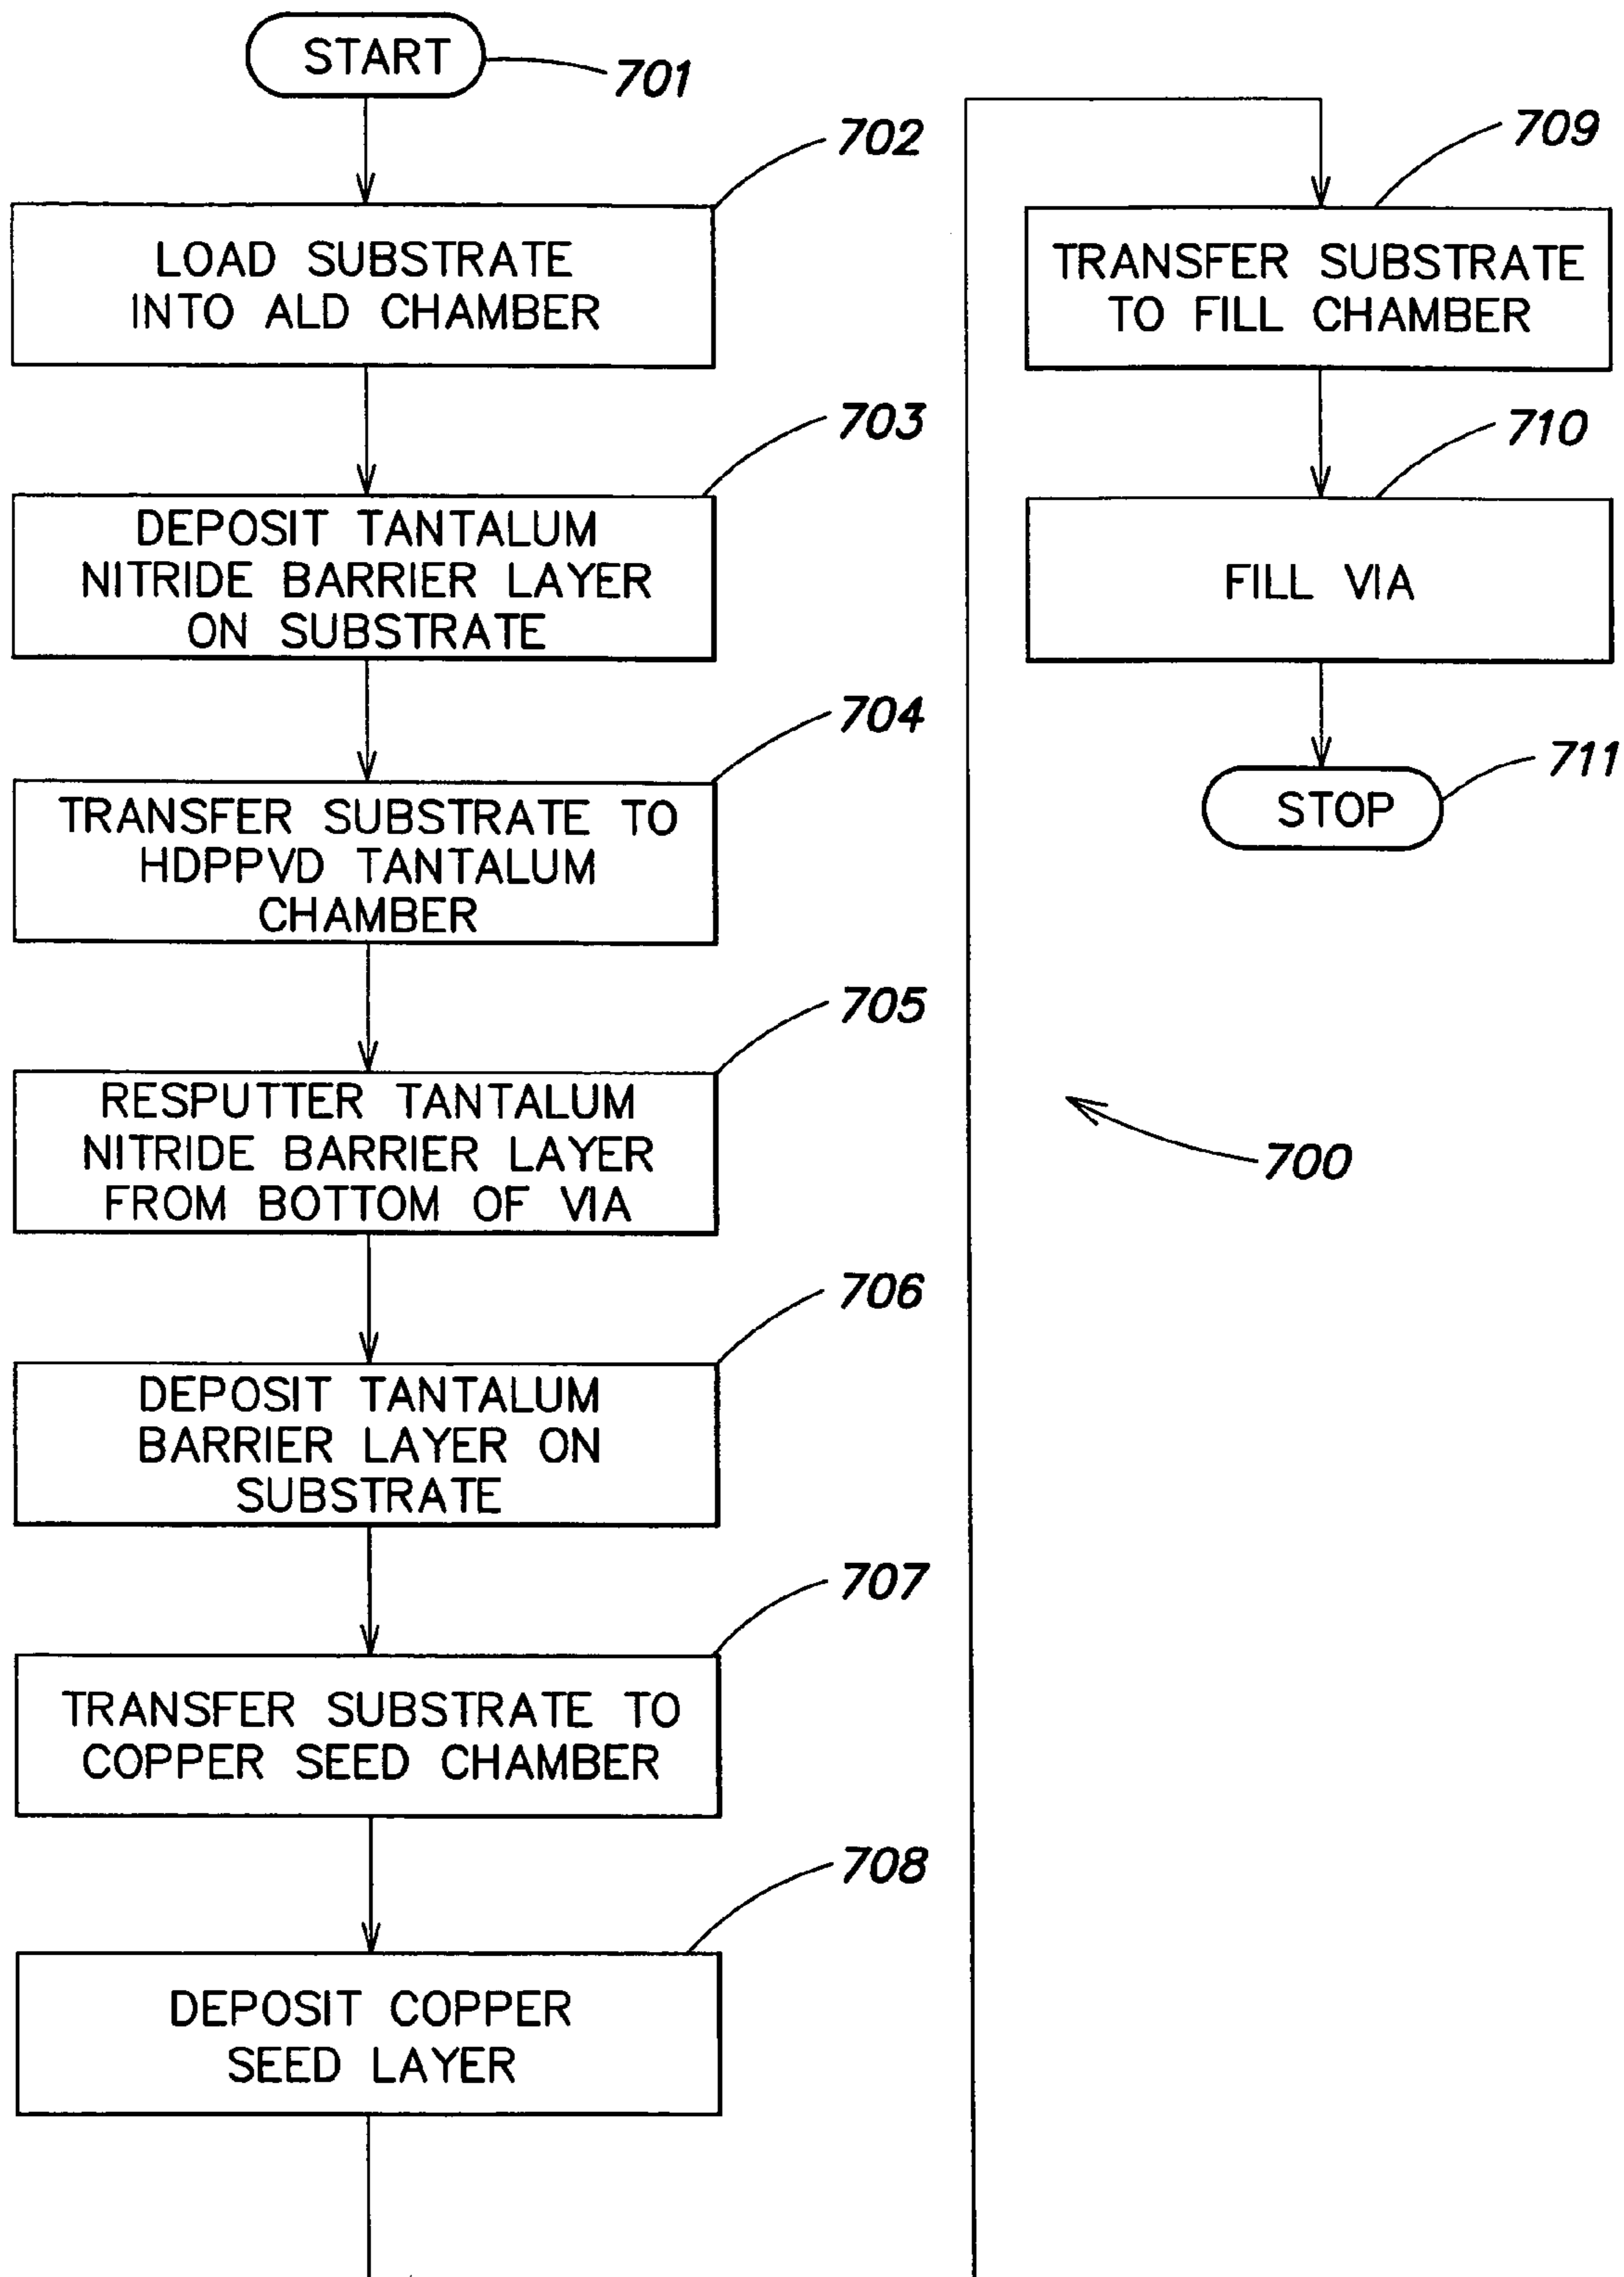 START
701
702
LOAD SUBSTRATE
INTO ALD CHAMBER
703
DEPOSIT TANTALUM
NITRIDE BARRIER LAYER
ON SUBSTRATE
704
TRANSFER SUBSTRATE TO
HDPPVD TANTALUM
CHAMBER
705
RESPUTTER TANTALUM
NITRIDE BARRIER LAYER
FROM BOTTOM OF VIA
706
DEPOSIT TANTALUM
BARRIER LAYER ON
SUBSTRATE
707
TRANSFER SUBSTRATE TO
COPPER SEED CHAMBER
708
DEPOSIT COPPER
SEED LAYER
709
TRANSFER SUBSTRATE
TO FILL CHAMBER
710
FILL VIA
711
STOP
700